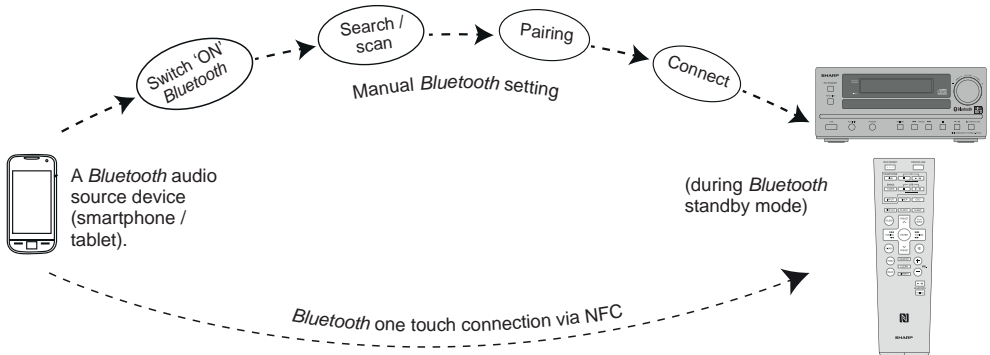 Switch 'ON'
Bluetooth
Search /
scan
Pairing
Connect
Manual Bluetooth setting
SHARP
Bluetooth
A Bluetooth audio
source device
(smartphone /
tablet).
(during Bluetooth
standby mode)
Bluetooth one touch connection via NFC
SHARP